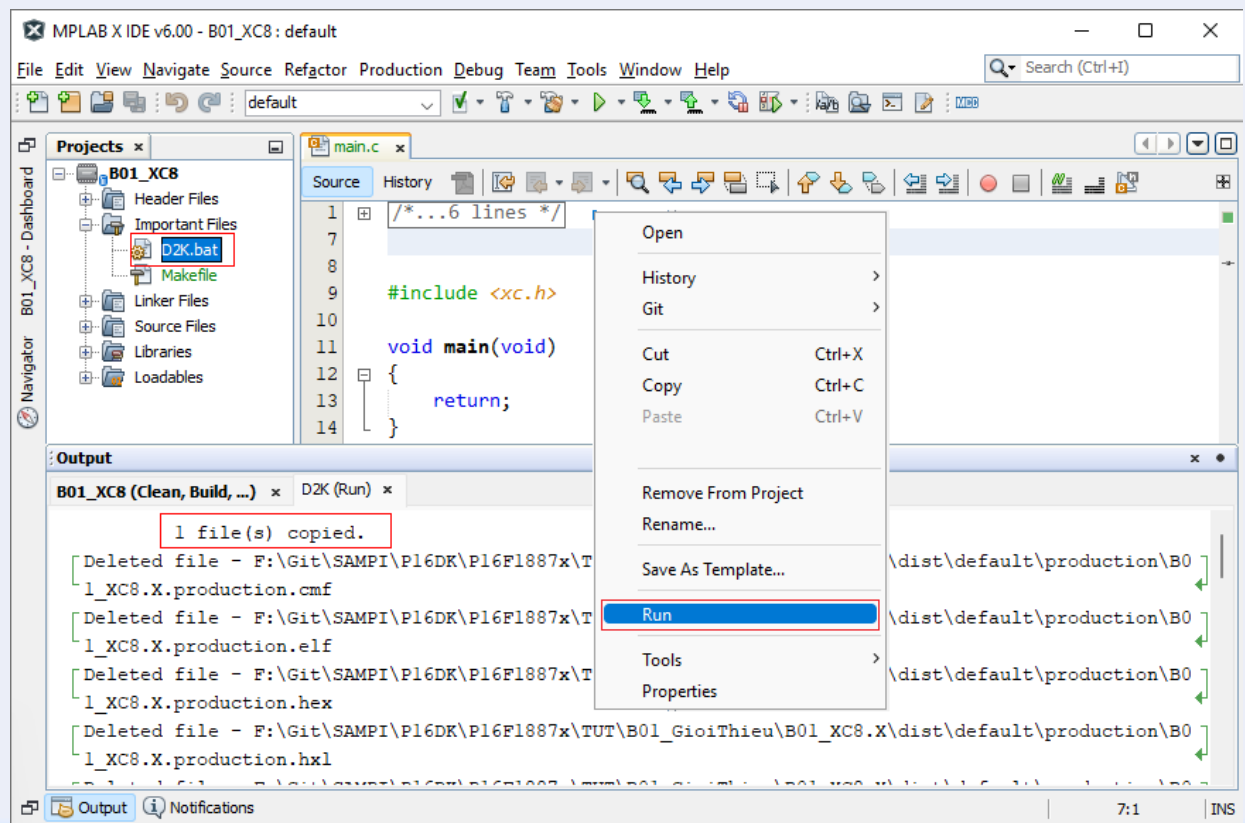 MPLAB X IDE v6.00 - B01_XC8 : default
File Edit View Navigate Source Refactor Production Debug Team Tools Window Help
Search (Ctrl+I)
default
Projects
main.c
B01_XC8 - Dashboard
Navigator
B01_XC8
Header Files
Important Files
D2K.bat
Makefile
Linker Files
Source Files
Libraries
Loadables
Source History
1 /*...6 lines */
7
8
9 #include <xc.h>
10
11 void main(void)
12 {
13 return;
14 }
Open
History
Git
Cut Ctrl+X
Copy Ctrl+C
Paste Ctrl+V
Remove From Project
Rename...
Save As Template...
Run
Tools
Properties
Output
B01_XC8 (Clean, Build, ...) D2K (Run)
1 file(s) copied.
Deleted file - F:\Git\SAMPI\P16DK\P16F1887x\T \dist\default\production\B0
1_XC8.X.production.cmf
Deleted file - F:\Git\SAMPI\P16DK\P16F1887x\T \dist\default\production\B0
1_XC8.X.production.elf
Deleted file - F:\Git\SAMPI\P16DK\P16F1887x\T \dist\default\production\B0
1_XC8.X.production.hex
Deleted file - F:\Git\SAMPI\P16DK\P16F1887x\TUT\B01_GioiThieu\B01_XC8.X\dist\default\production\B0
1_XC8.X.production.hxl
Output Notifications
7:1 INS